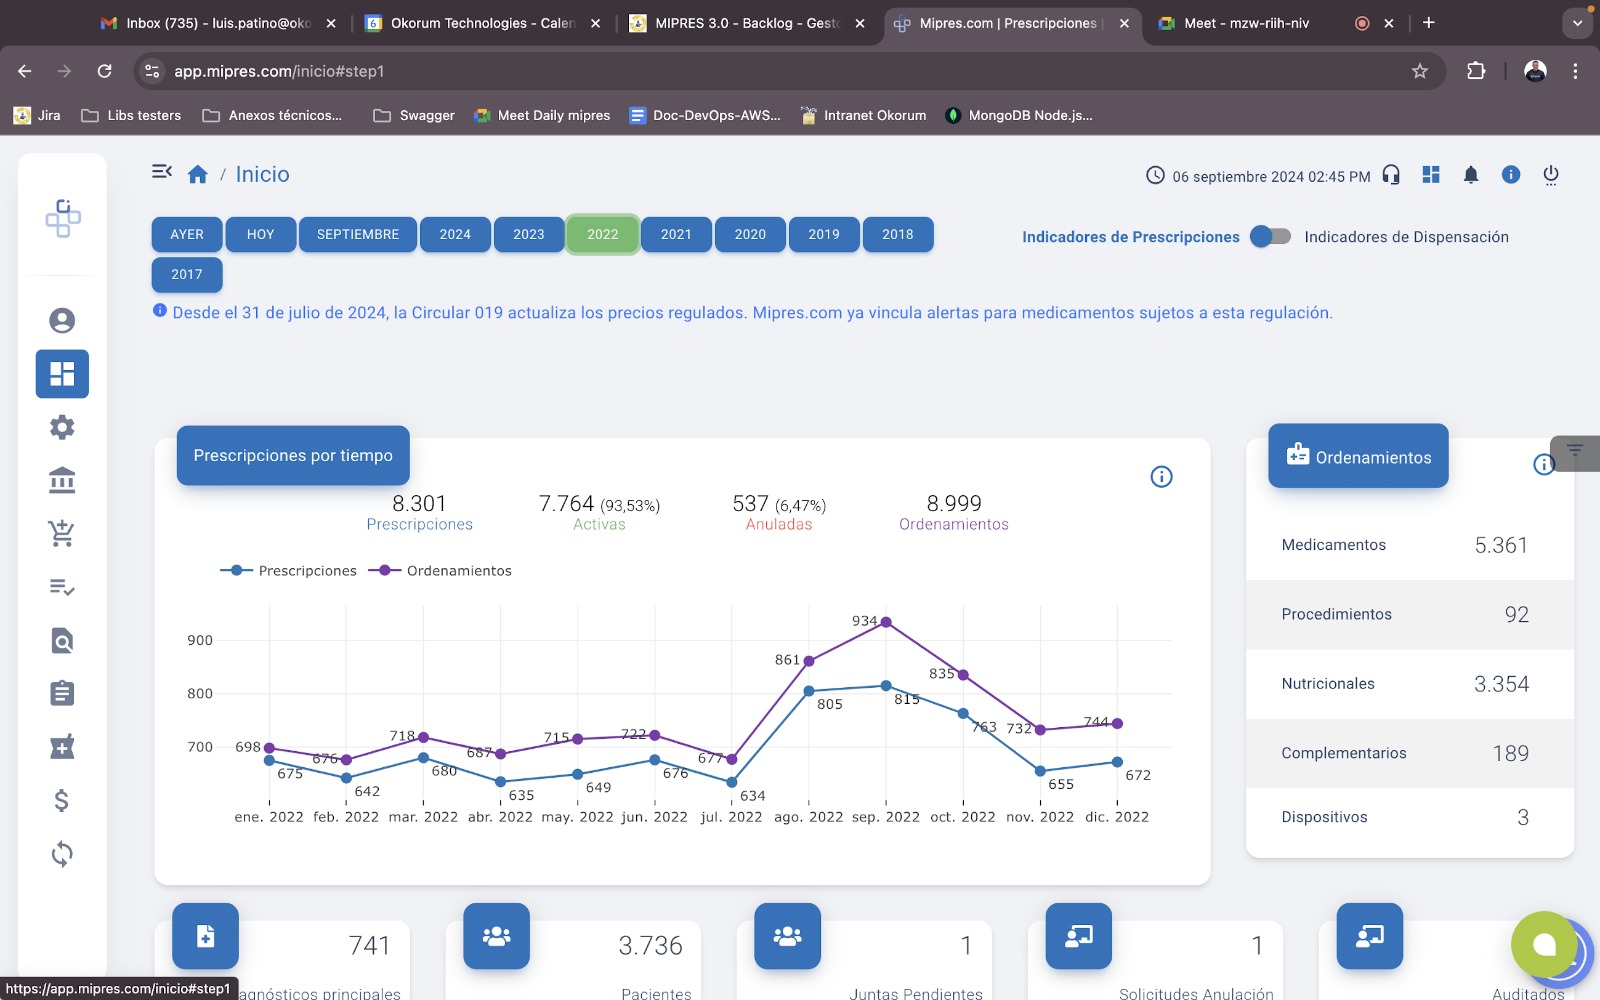 Inbox (735) - luis.patino@oko
Okorum Technologies - Calen
MIPRES 3.0 - Backlog - Gesto
Mipres.com | Prescripciones |
Meet - mzw-riih-niv
app.mipres.com/inicio#step1
Jira
Libs testers
Anexos técnicos...
Swagger
Meet Daily mipres
Doc-DevOps-AWS...
Intranet Okorum
MongoDB Node.js...
/ Inicio
06 septiembre 2024 02:45 PM
AYER
HOY
SEPTIEMBRE
2024
2023
2022
2021
2020
2019
2018
2017
Indicadores de Prescripciones
Indicadores de Dispensación
Desde el 31 de julio de 2024, la Circular 019 actualiza los precios regulados. Mipres.com ya vincula alertas para medicamentos sujetos a esta regulación.
Prescripciones por tiempo
8.301
Prescripciones
7.764 (93,53%)
Activas
537 (6,47%)
Anuladas
8.999
Ordenamientos
Prescripciones
Ordenamientos
900
800
700
698
676
718
687
715
722
677
861
934
835
732
744
675
642
680
635
649
676
634
805
815
763
655
672
ene. 2022
feb. 2022
mar. 2022
abr. 2022
may. 2022
jun. 2022
jul. 2022
ago. 2022
sep. 2022
oct. 2022
nov. 2022
dic. 2022
Ordenamientos
Medicamentos 5.361
Procedimientos 92
Nutricionales 3.354
Complementarios 189
Dispositivos 3
741
agnósticos principales
3.736
Pacientes
1
Juntas Pendientes
1
Solicitudes Anulación
Auditados
https://app.mipres.com/inicio#step1